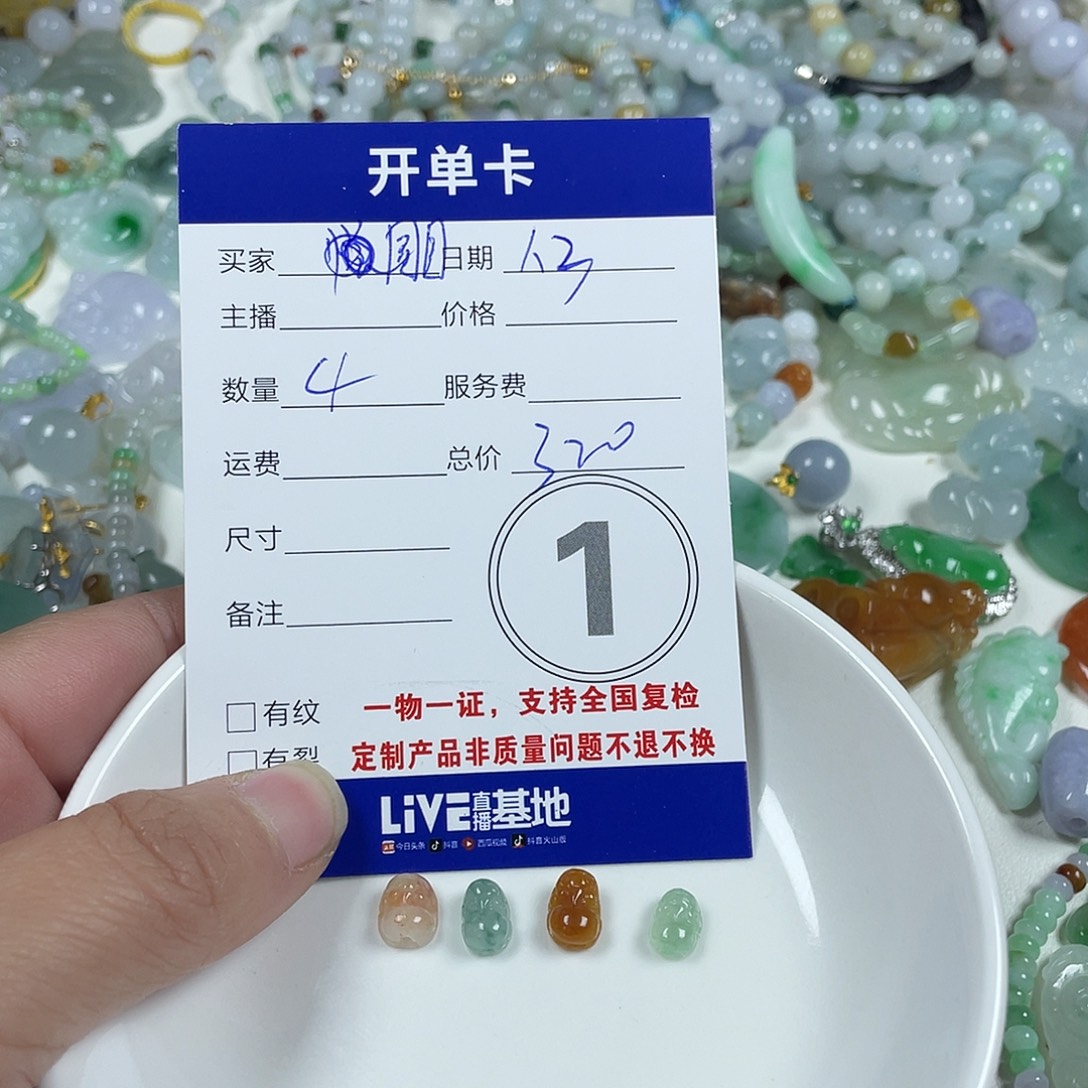 开单卡
买家 日期
主播 价格
数量 4 服务费
运费 总价 320
尺寸
1
备注
有纹 一物一证，支持全国复检
有裂 定制产品非质量问题不退不换
LiVE直播基地
今日头条 抖音 西瓜视频 抖音火山版